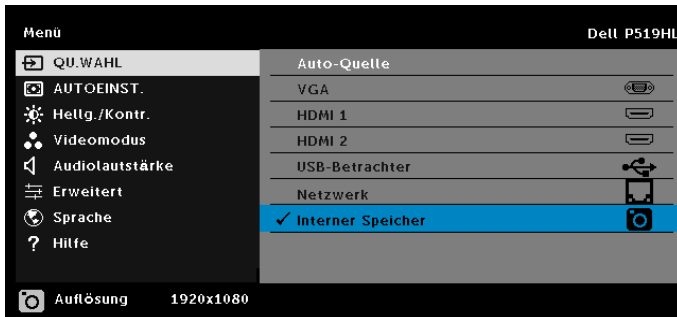 Menü
Dell P519HL
QU.WAHL
AUTOEINST.
Hellg./Kontr.
Videomodus
Audiolautstärke
Erweitert
Sprache
? Hilfe
Auto-Quelle
VGA
HDMI 1
HDMI 2
USB-Betrachter
Netzwerk
✓ Interner Speicher
Auflösung 1920x1080